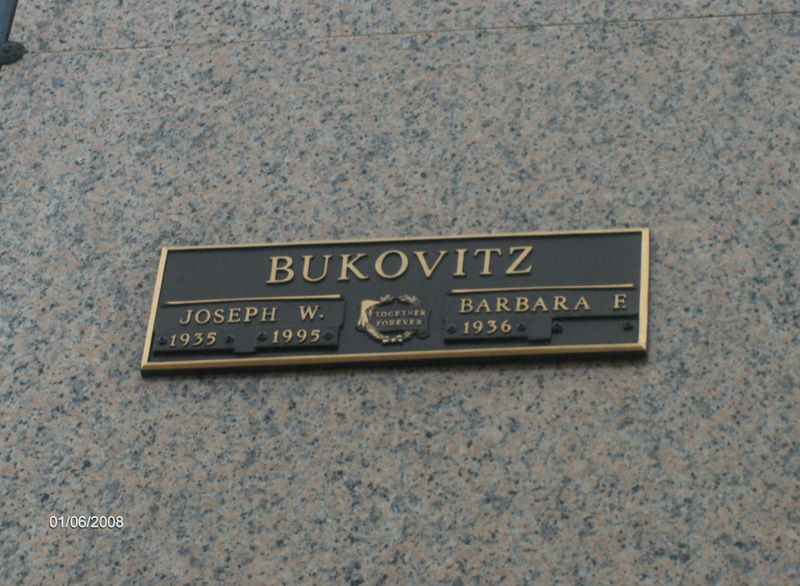 BUKOVITZ
JOSEPH W.
1935 1995
TOGETHER
FOREVER
BARBARA F
1936
01/06/2008